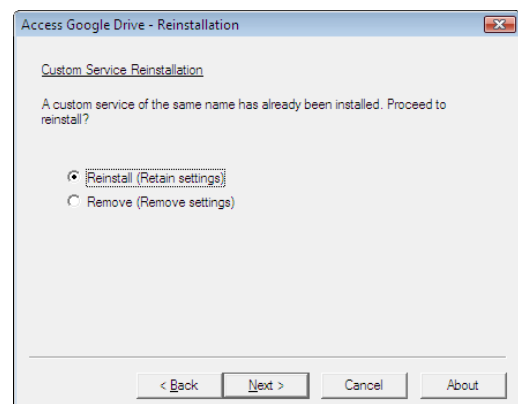 Access Google Drive - Reinstallation
Custom Service Reinstallation
A custom service of the same name has already been installed. Proceed to
reinstall?
Reinstall (Retain settings)
Remove (Remove settings)
< Back
Next >
Cancel
About